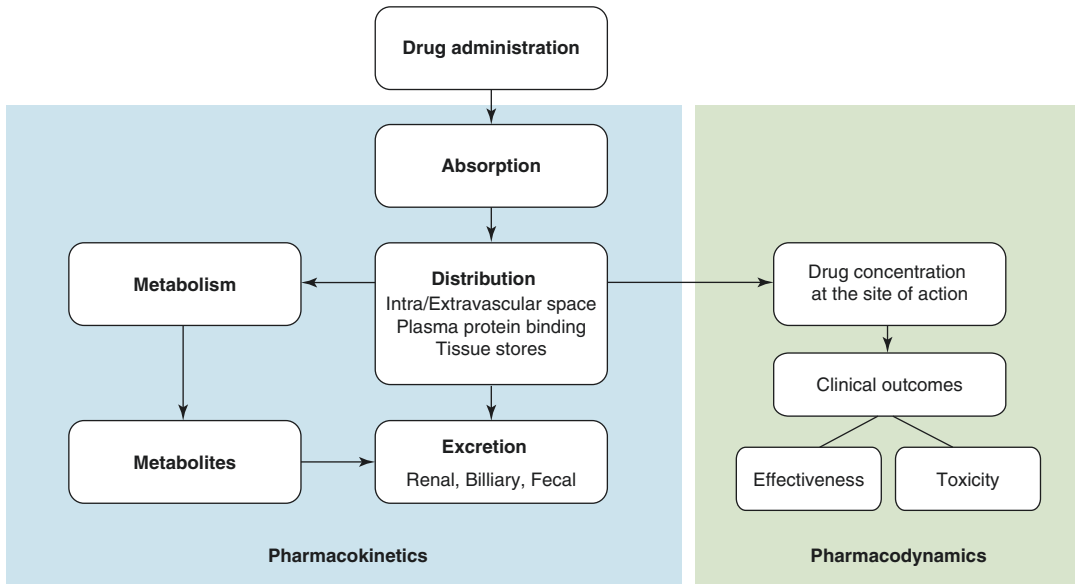 Drug administration
Absorption
Metabolism
Distribution
Intra/Extravascular space
Plasma protein binding
Tissue stores
Drug concentration
at the site of action
Clinical outcomes
Metabolites
Excretion
Renal, Billiary, Fecal
Effectiveness
Toxicity
Pharmacokinetics
Pharmacodynamics